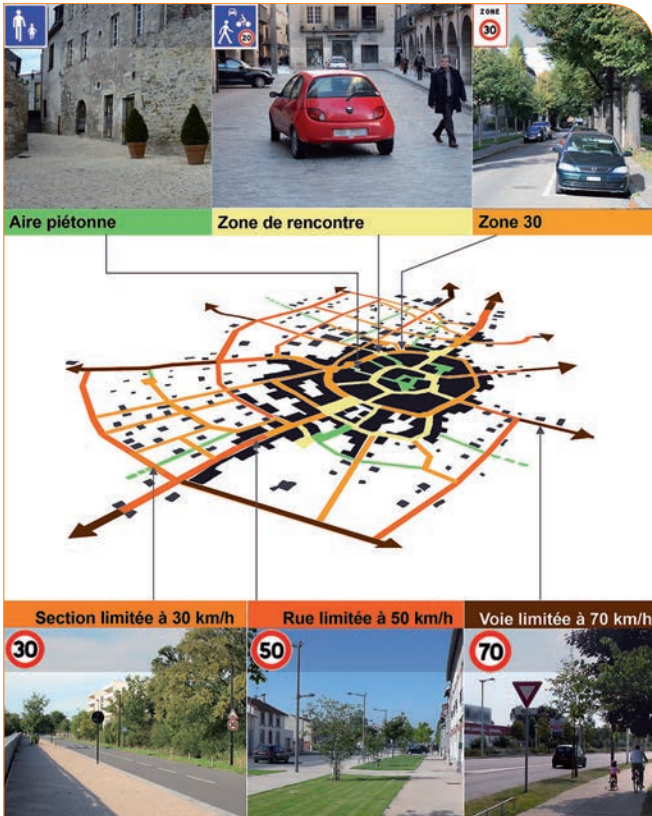 20
ZONE
30
Aire piétonne
Zone de rencontre
Zone 30
Section limitée à 30 km/h
Rue limitée à 50 km/h
Voie limitée à 70 km/h
30
50
70